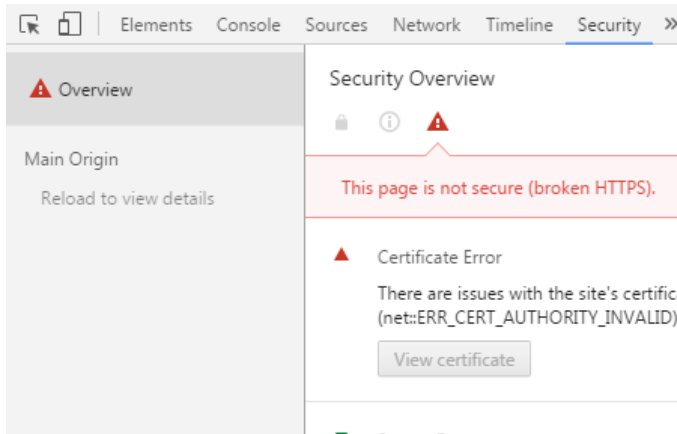 Elements Console Sources Network Timeline Security »
Overview
Security Overview
Main Origin
Reload to view details
This page is not secure (broken HTTPS).
Certificate Error
There are issues with the site's certific
(net::ERR_CERT_AUTHORITY_INVALID)
View certificate